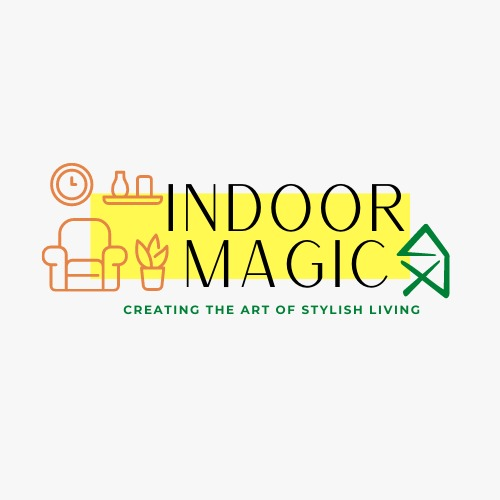 INDOOR
MAGIC
CREATING THE ART OF STYLISH LIVING